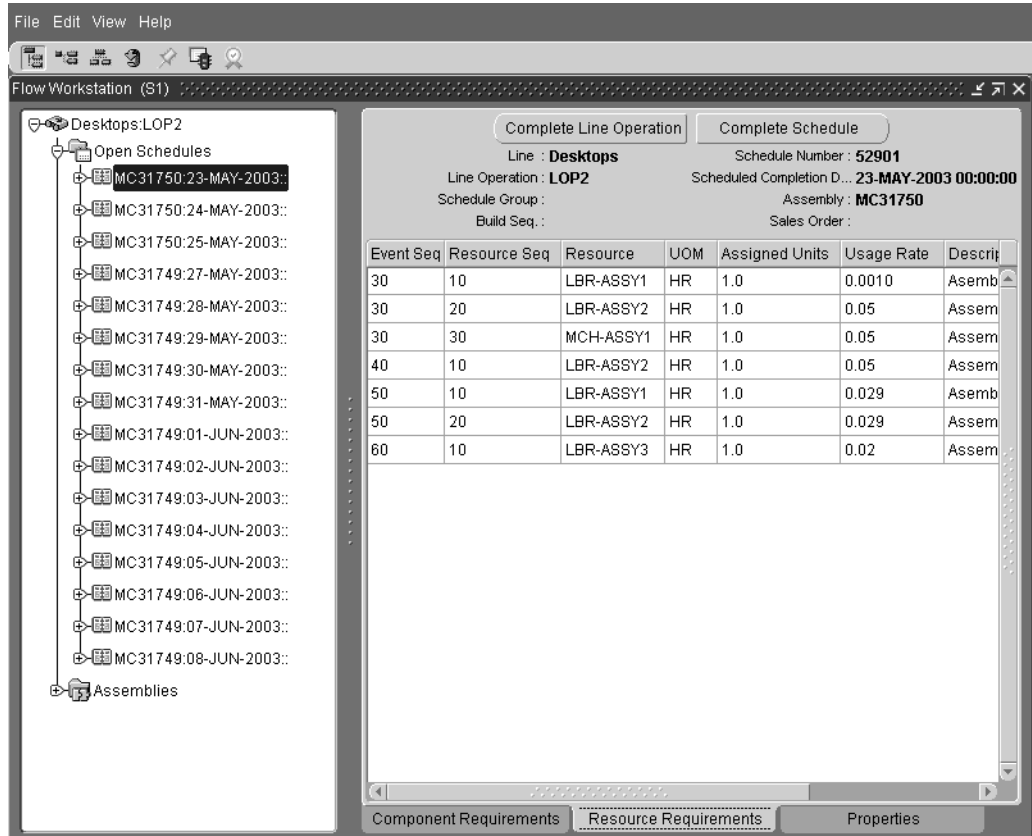 File Edit View Help
Flow Workstation (S1)
Desktops:LOP2
Open Schedules
MC31750:23-MAY-2003::
MC31750:24-MAY-2003::
MC31750:25-MAY-2003::
MC31749:27-MAY-2003::
MC31749:28-MAY-2003::
MC31749:29-MAY-2003::
MC31749:30-MAY-2003::
MC31749:31-MAY-2003::
MC31749:01-JUN-2003::
MC31749:02-JUN-2003::
MC31749:03-JUN-2003::
MC31749:04-JUN-2003::
MC31749:05-JUN-2003::
MC31749:06-JUN-2003::
MC31749:07-JUN-2003::
MC31749:08-JUN-2003::
Assemblies
Complete Line Operation Complete Schedule
Line : Desktops Schedule Number : 52901
Line Operation : LOP2 Scheduled Completion D... 23-MAY-2003 00:00:00
Schedule Group : Assembly : MC31750
Build Seq. : Sales Order :
Event Seq Resource Seq Resource UOM Assigned Units Usage Rate Descrip
30 10 LBR-ASSY1 HR 1.0 0.0010 Asemb
30 20 LBR-ASSY2 HR 1.0 0.05 Assem
30 30 MCH-ASSY1 HR 1.0 0.05 Assem
40 10 LBR-ASSY2 HR 1.0 0.05 Assem
50 10 LBR-ASSY1 HR 1.0 0.029 Asemb
50 20 LBR-ASSY2 HR 1.0 0.029 Assem
60 10 LBR-ASSY3 HR 1.0 0.02 Assem
Component Requirements Resource Requirements Properties